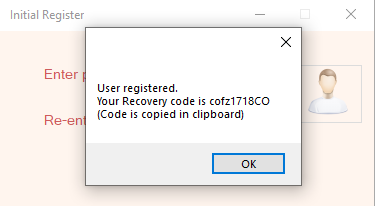 Initial Register
User registered.
Your Recovery code is cofz1718CO
(Code is copied in clipboard)
Enter
Re-ent
OK